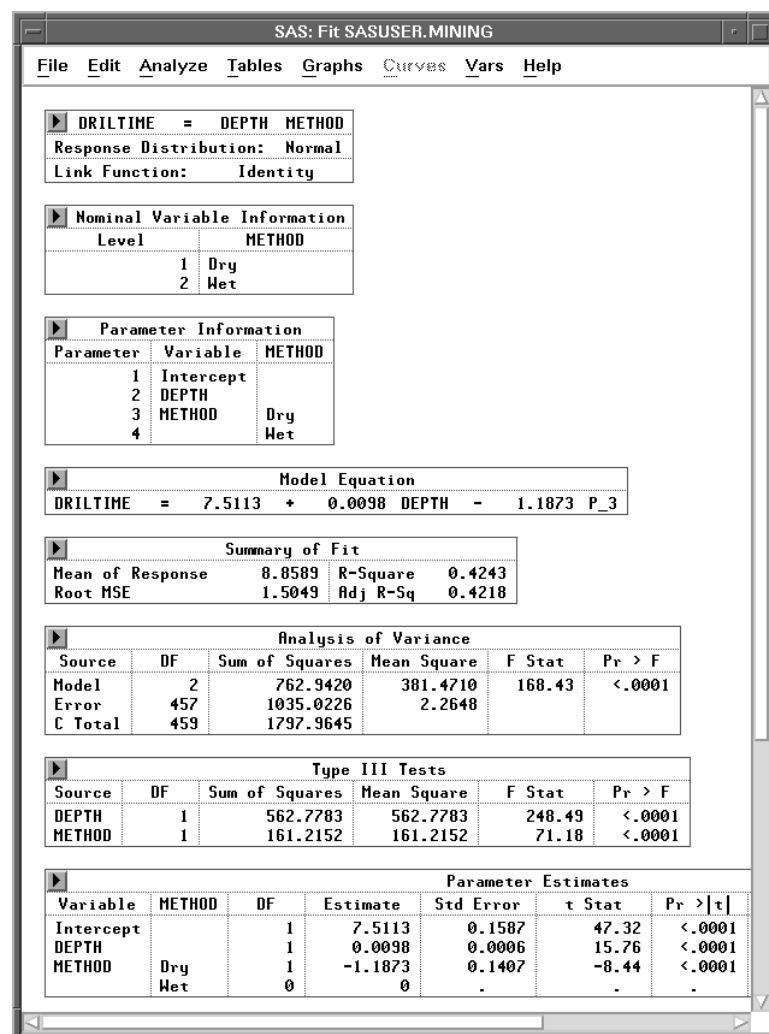 SAS: Fit SASUSER.MINING
File Edit Analyze Tables Graphs Curves Vars Help
DRILTIME = DEPTH METHOD
Response Distribution: Normal
Link Function: Identity
Nominal Variable Information
Level METHOD
1 Dry
2 Wet
Parameter Information
Parameter Variable METHOD
1 Intercept
2 DEPTH
3 METHOD Dry
4 Wet
Model Equation
DRILTIME = 7.5113 + 0.0098 DEPTH - 1.1873 P_3
Summary of Fit
Mean of Response 8.8589 R-Square 0.4243
Root MSE 1.5049 Adj R-Sq 0.4218
Analysis of Variance
Source DF Sum of Squares Mean Square F Stat Pr > F
Model 2 762.9420 381.4710 168.43 <.0001
Error 457 1035.0226 2.2648
C Total 459 1797.9645
Type III Tests
Source DF Sum of Squares Mean Square F Stat Pr > F
DEPTH 1 562.7783 562.7783 248.49 <.0001
METHOD 1 161.2152 161.2152 71.18 <.0001
Parameter Estimates
Variable METHOD DF Estimate Std Error t Stat Pr >|t|
Intercept 1 7.5113 0.1587 47.32 <.0001
DEPTH 1 0.0098 0.0006 15.76 <.0001
METHOD Dry 1 -1.1873 0.1407 -8.44 <.0001
Wet 0 0 . . .